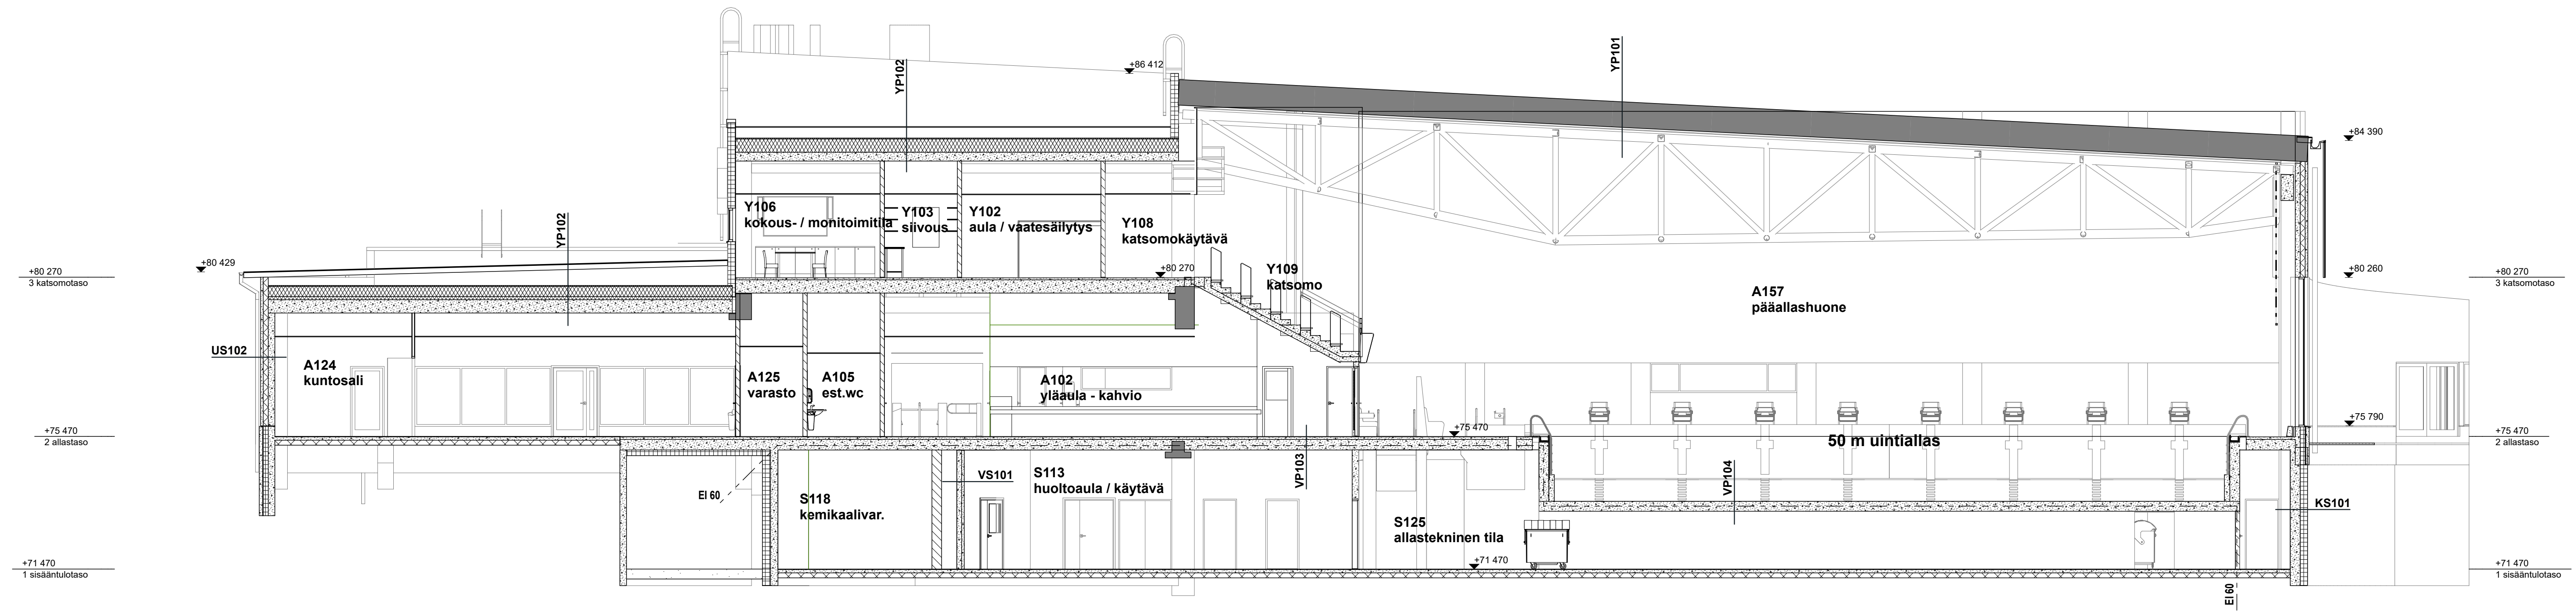 YP101
YP102
+86 412
+84 390
Y106
kokous- / monitoimitila
Y103
siivous
Y102
aula / vaatesäilytys
Y108
katsomokäytävä
YP102
+80 429
+80 270
3 katsomotaso
+80 270
Y109
katsomo
+80 260
+80 270
3 katsomotaso
A157
pääallashuone
US102
A124
kuntosali
A125
varasto
A105
est.wc
A102
yläaula - kahvio
+75 790
+75 470
2 allastaso
+75 470
50 m uintiallas
+75 470
2 allastaso
VP103
VP104
EI 60
S118
kemikaalivar.
VS101
S113
huoltoaula / käytävä
KS101
S125
allastekninen tila
+71 470
1 sisääntulotaso
+71 470
+71 470
1 sisääntulotaso
EI 60